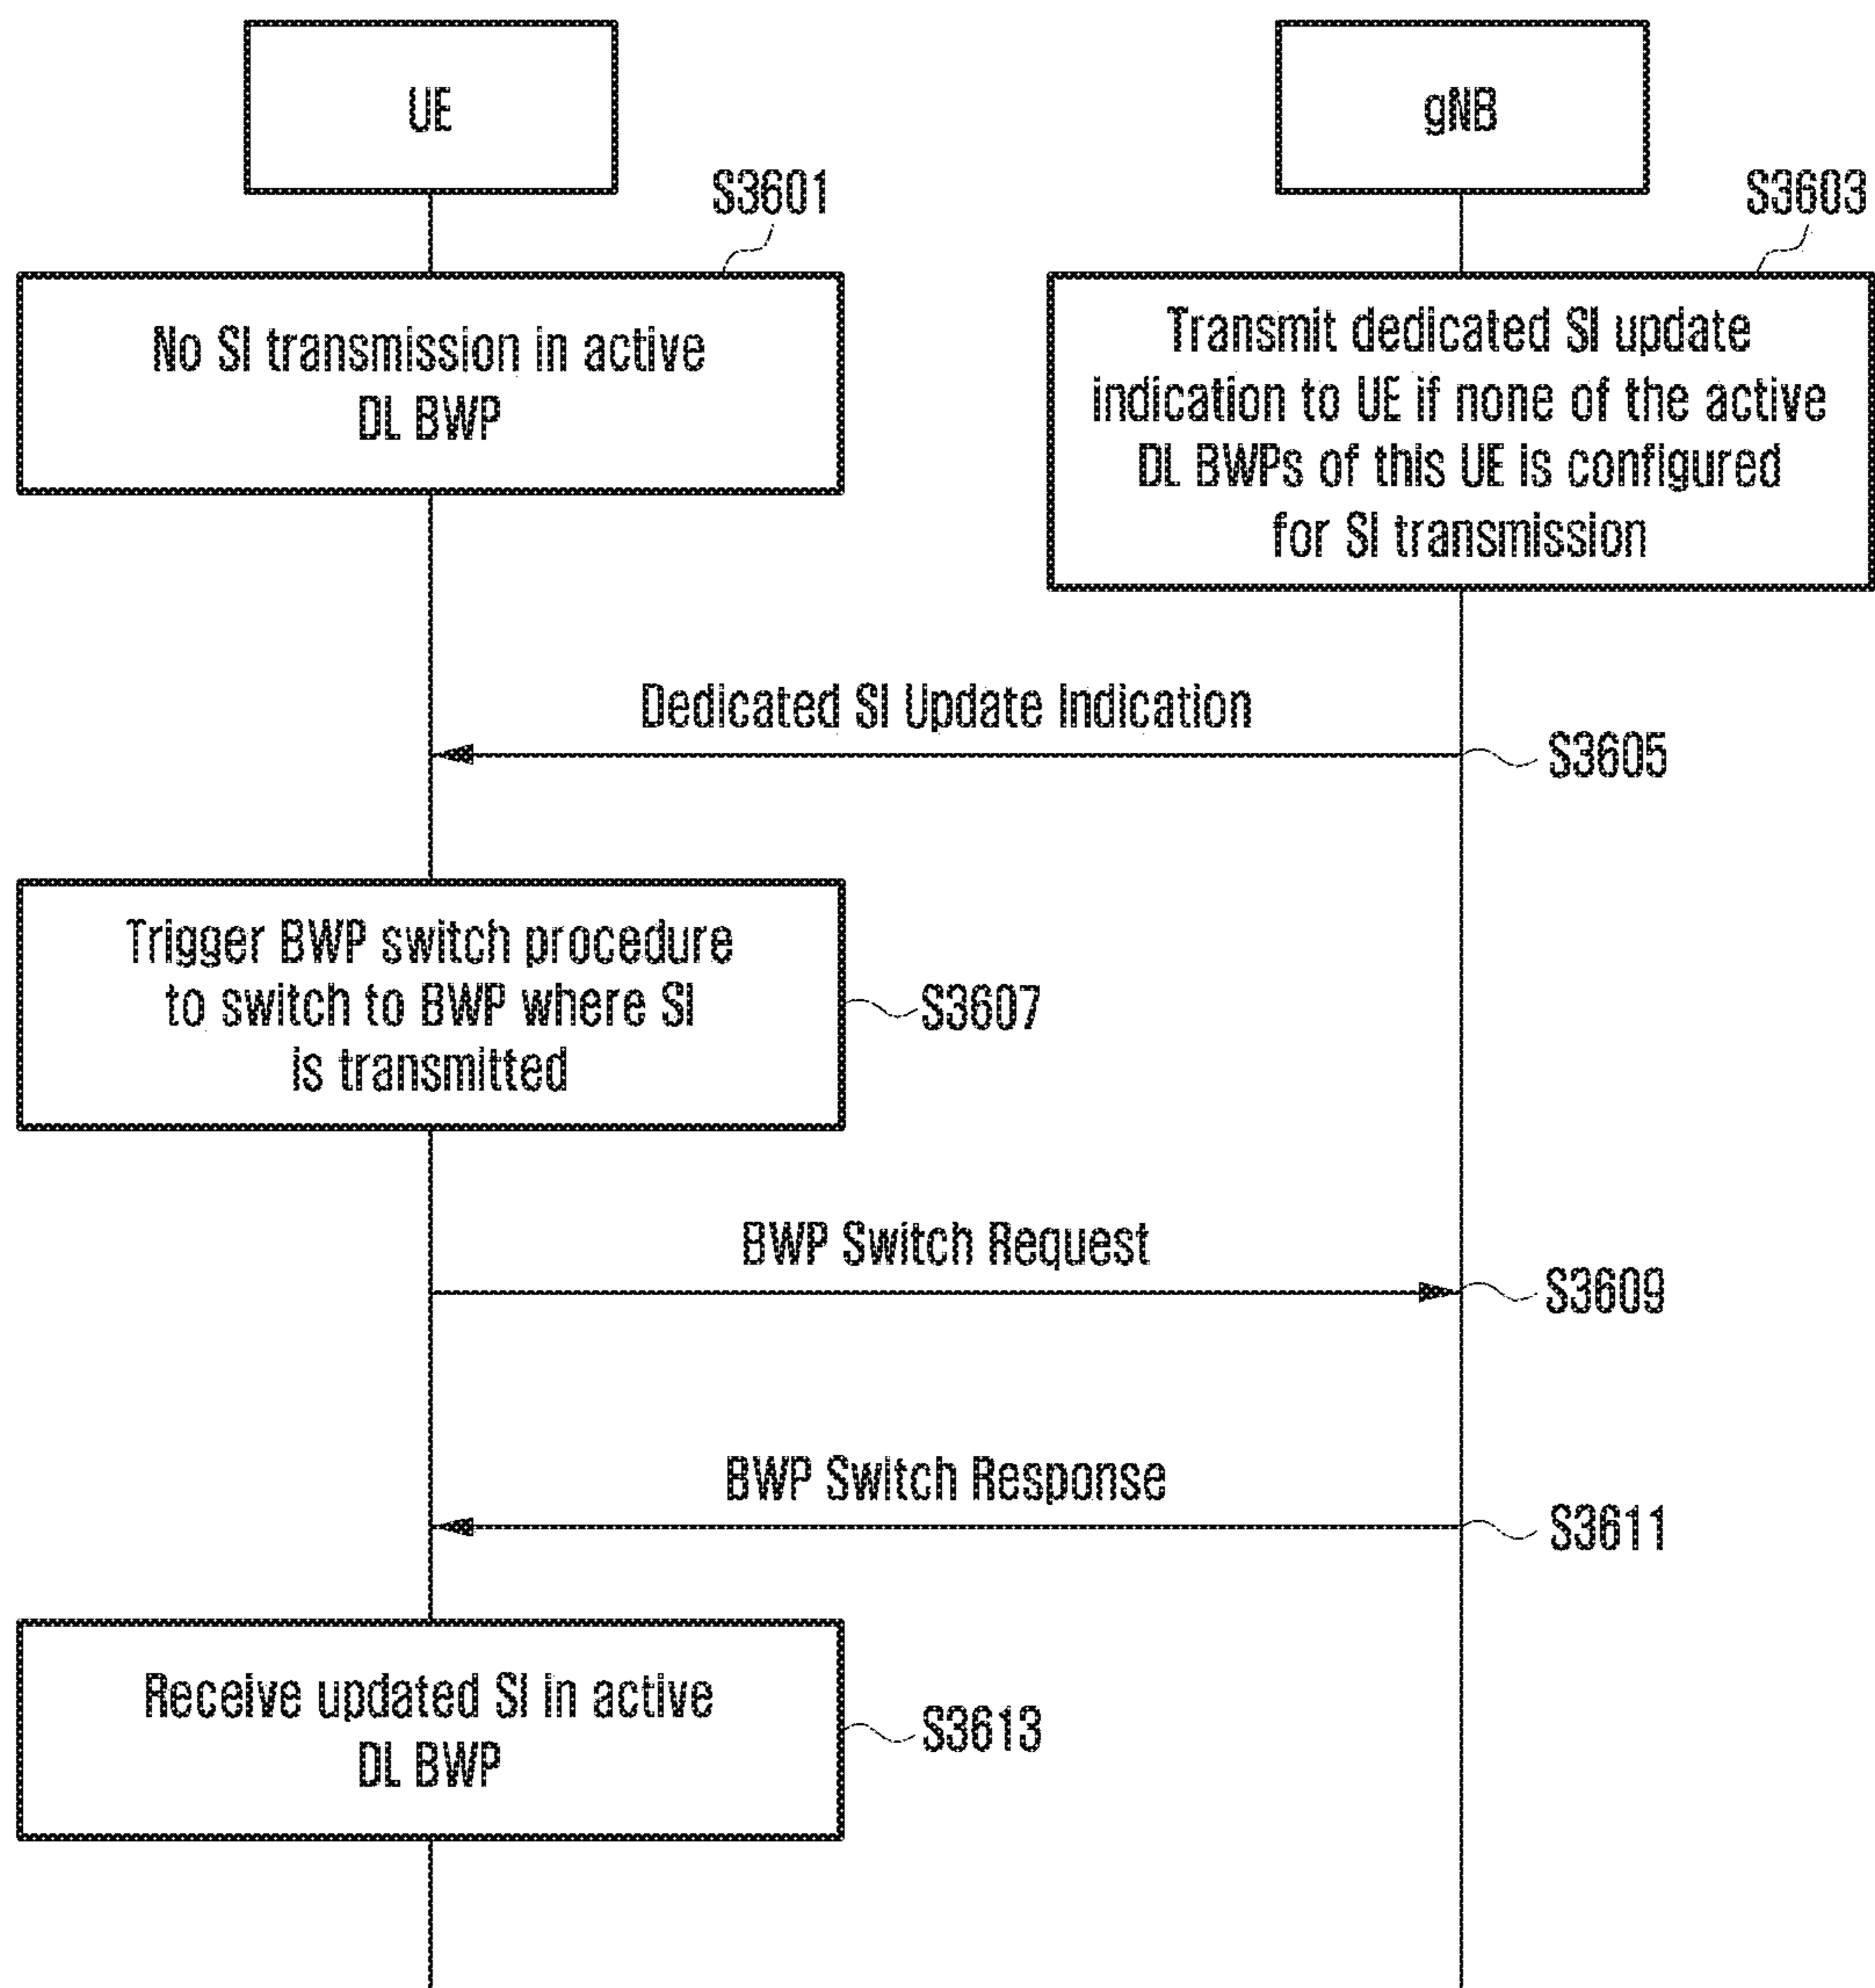 UE
gNB
S3601
S3603
No SI transmission in active
DL BWP
Transmit dedicated SI update
indication to UE if none of the active
DL BWPs of this UE is configured
for SI transmission
Dedicated SI Update Indication
S3605
Trigger BWP switch procedure
to switch to BWP where SI
is transmitted
S3607
BWP Switch Request
S3609
BWP Switch Response
S3611
Receive updated SI in active
DL BWP
S3613